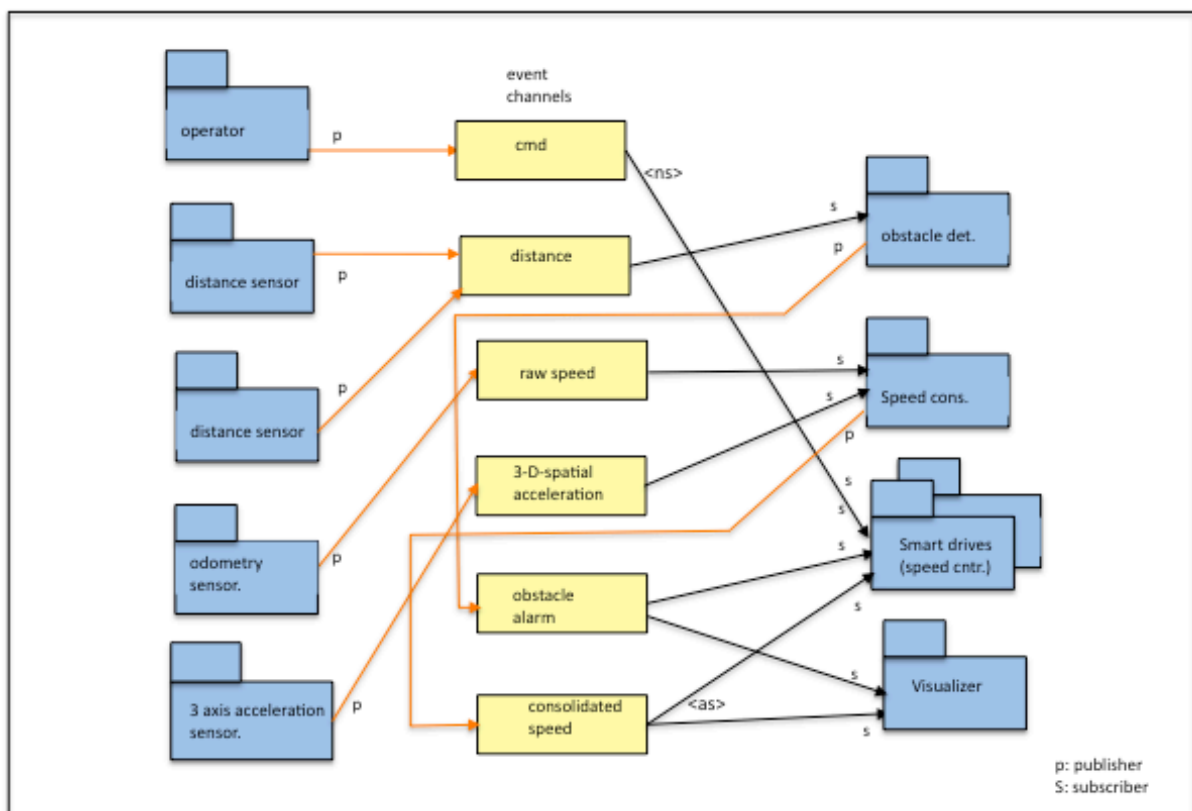 event
channels
operator
p
cmd
<ns>
s
obstacle det.
p
distance
distance sensor
p
raw speed
s
Speed cons.
s
p
distance sensor
p
3-D-spatial
acceleration
s
s
Smart drives
(speed cntr.)
s
odometry
sensor.
p
obstacle
alarm
s
s
Visualizer
3 axis acceleration
sensor.
p
consolidated
speed
<as>
s
p: publisher
S: subscriber